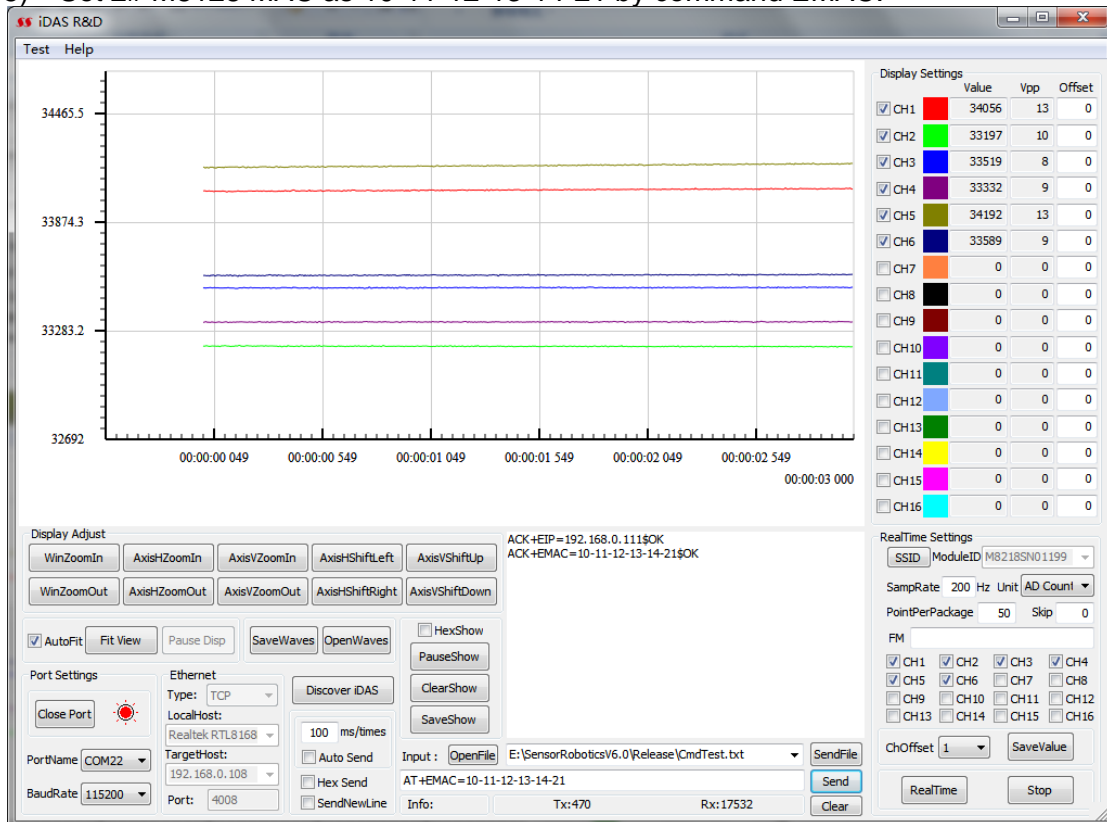 iDAS R&D
Test Help
34465.5
33874.3
33283.2
32692
00:00:00 049 00:00:00 549 00:00:01 049 00:00:01 549 00:00:02 049 00:00:02 549
00:00:03 000
Display Settings
Value Vpp Offset
CH1 34056 13 0
CH2 33197 10 0
CH3 33519 8 0
CH4 33332 9 0
CH5 34192 13 0
CH6 33589 9 0
CH7 0 0 0
CH8 0 0 0
CH9 0 0 0
CH10 0 0 0
CH11 0 0 0
CH12 0 0 0
CH13 0 0 0
CH14 0 0 0
CH15 0 0 0
CH16 0 0 0
Display Adjust
WinZoomIn AxisHZoomIn AxisVZoomIn AxisHShiftLeft AxisVShiftUp
WinZoomOut AxisHZoomOut AxisVZoomOut AxisHShiftRight AxisVShiftDown
AutoFit Fit View Pause Disp SaveWaves OpenWaves
HexShow
PauseShow
ClearShow
SaveShow
ACK+EIP=192.168.0.111$OK
ACK+EMAC=10-11-12-13-14-21$OK
Port Settings
Close Port
PortName COM22
BaudRate 115200
Ethernet
Type: TCP
LocalHost:
Realtek RTL8168
TargetHost:
192.168.0.108
Port: 4008
Discover iDAS
100 ms/times
Auto Send
Hex Send
SendNewLine
Input : OpenFile E:\SensorRoboticsV6.0\Release\CmdTest.txt SendFile
AT+EMAC=10-11-12-13-14-21 Send
Info: Tx:470 Rx:17532 Clear
RealTime Settings
SSID ModuleID M8218SN01199
SampRate 200 Hz Unit AD Count
PointPerPackage 50 Skip 0
FM
CH1 CH2 CH3 CH4
CH5 CH6 CH7 CH8
CH9 CH10 CH11 CH12
CH13 CH14 CH15 CH16
ChOffset 1 SaveValue
RealTime Stop